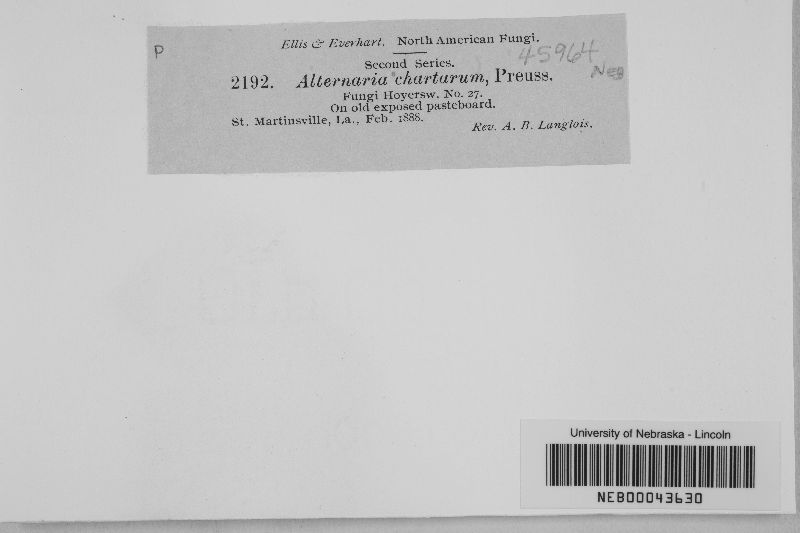 P
Ellis & Everhart. North American Fungi.
45964
NEB
Second Series.
2192. Alternaria chartarum, Preuss.
Fungi Hoyersw. No. 27.
On old exposed pasteboard.
St. Martinsville, La., Feb. 1888.
Rev. A. B. Langlois.
University of Nebraska - Lincoln
NEB00043630